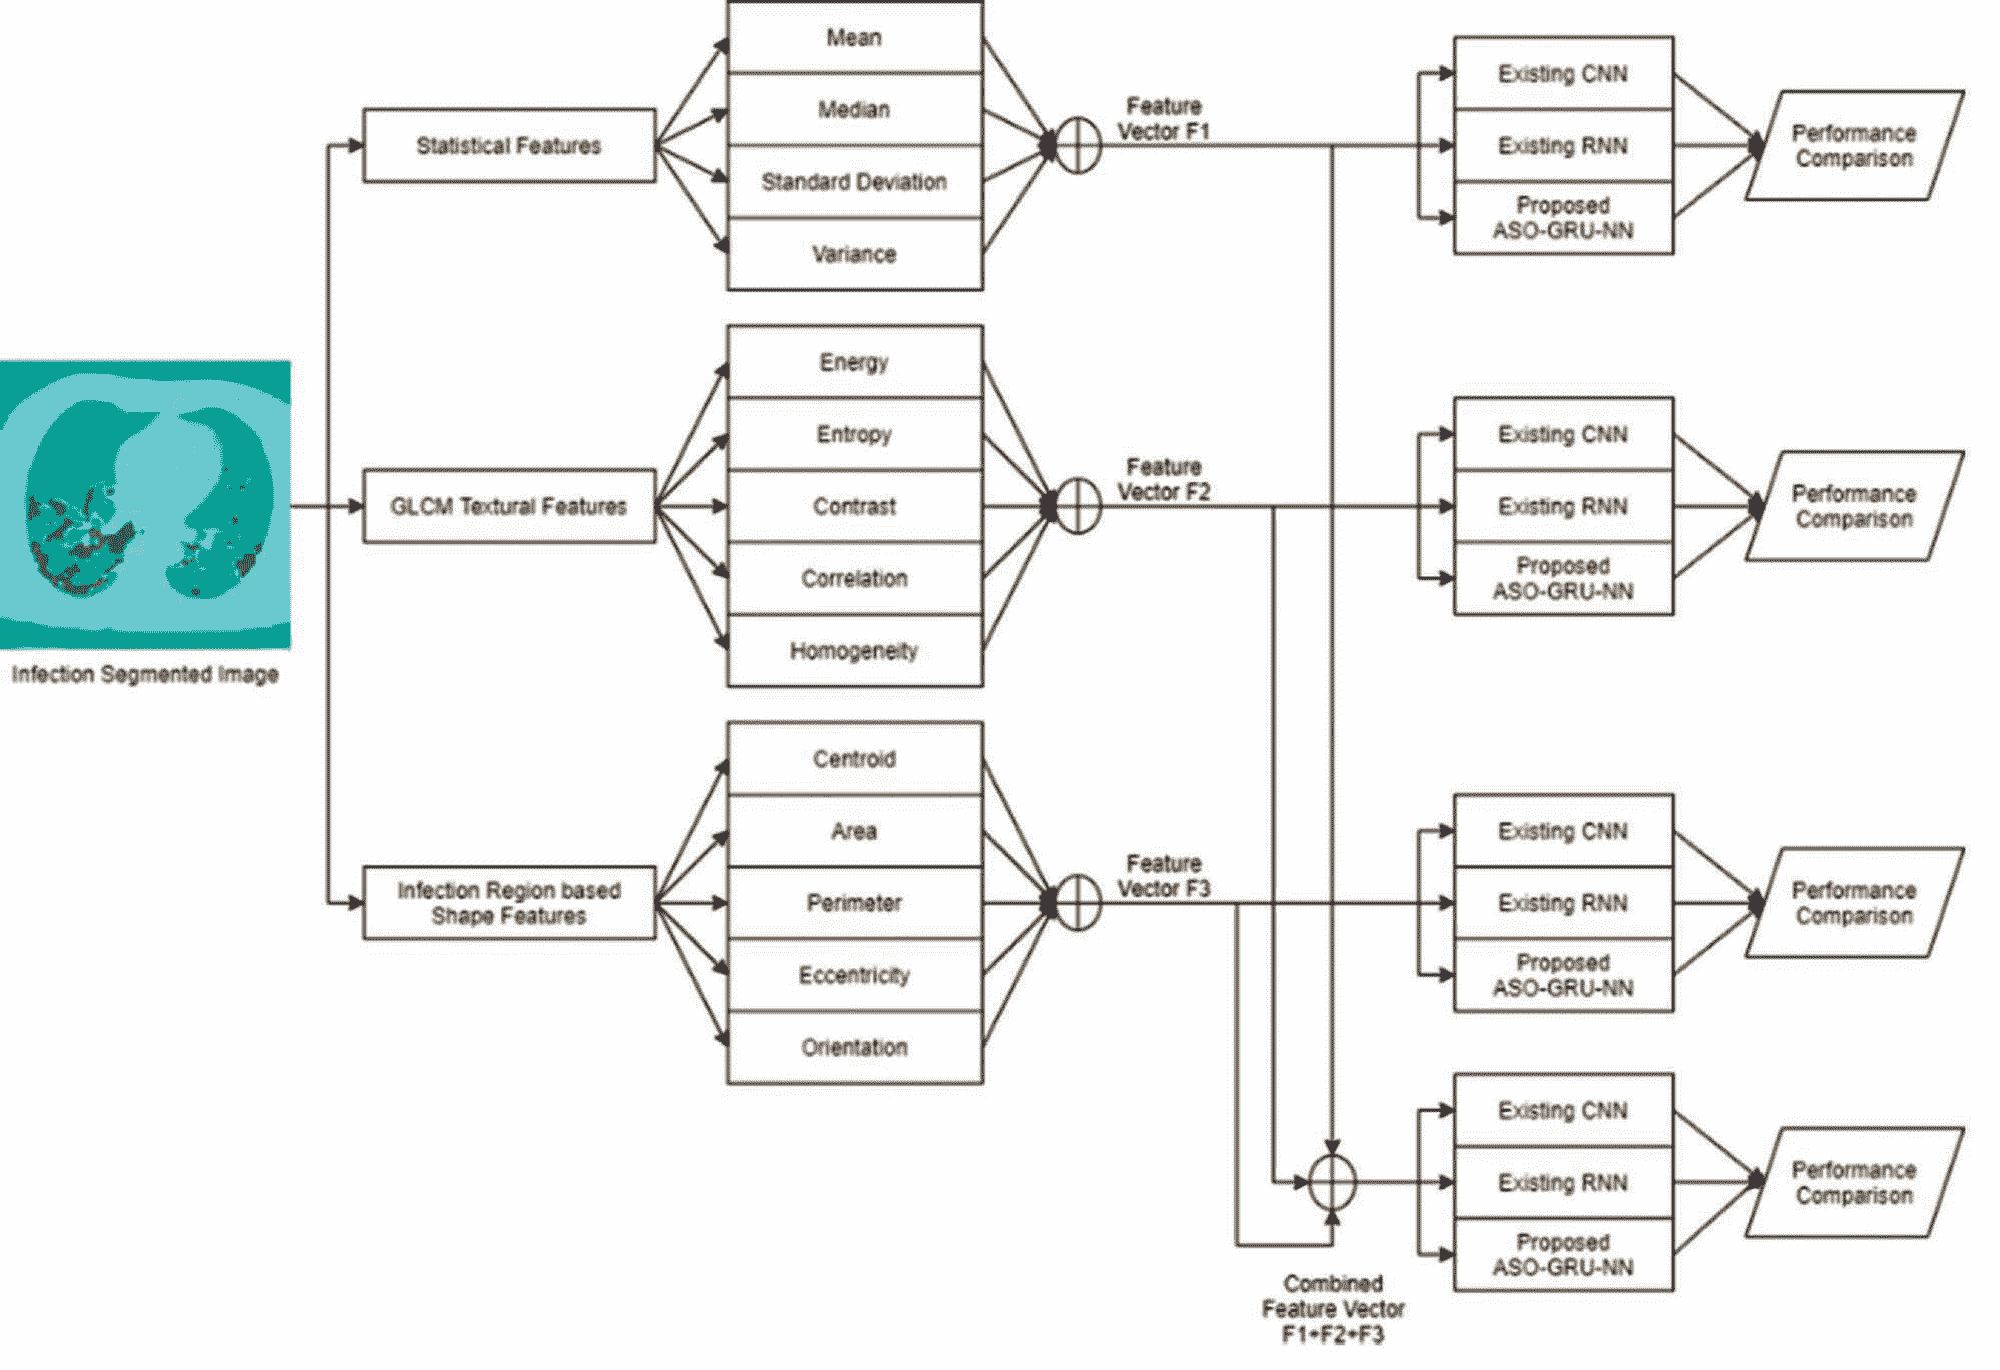 Infection Segmented Image
Statistical Features
Mean
Median
Standard Deviation
Variance
Feature
Vector F1
Existing CNN
Existing RNN
Proposed
ASO-GRU-NN
Performance
Comparison
GLCM Textural Features
Energy
Entropy
Contrast
Correlation
Homogeneity
Feature
Vector F2
Existing CNN
Existing RNN
Proposed
ASO-GRU-NN
Performance
Comparison
Infection Region based
Shape Features
Centroid
Area
Perimeter
Eccentricity
Orientation
Feature
Vector F3
Existing CNN
Existing RNN
Proposed
ASO-GRU-NN
Performance
Comparison
Combined
Feature Vector
F1+F2+F3
Existing CNN
Existing RNN
Proposed
ASO-GRU-NN
Performance
Comparison